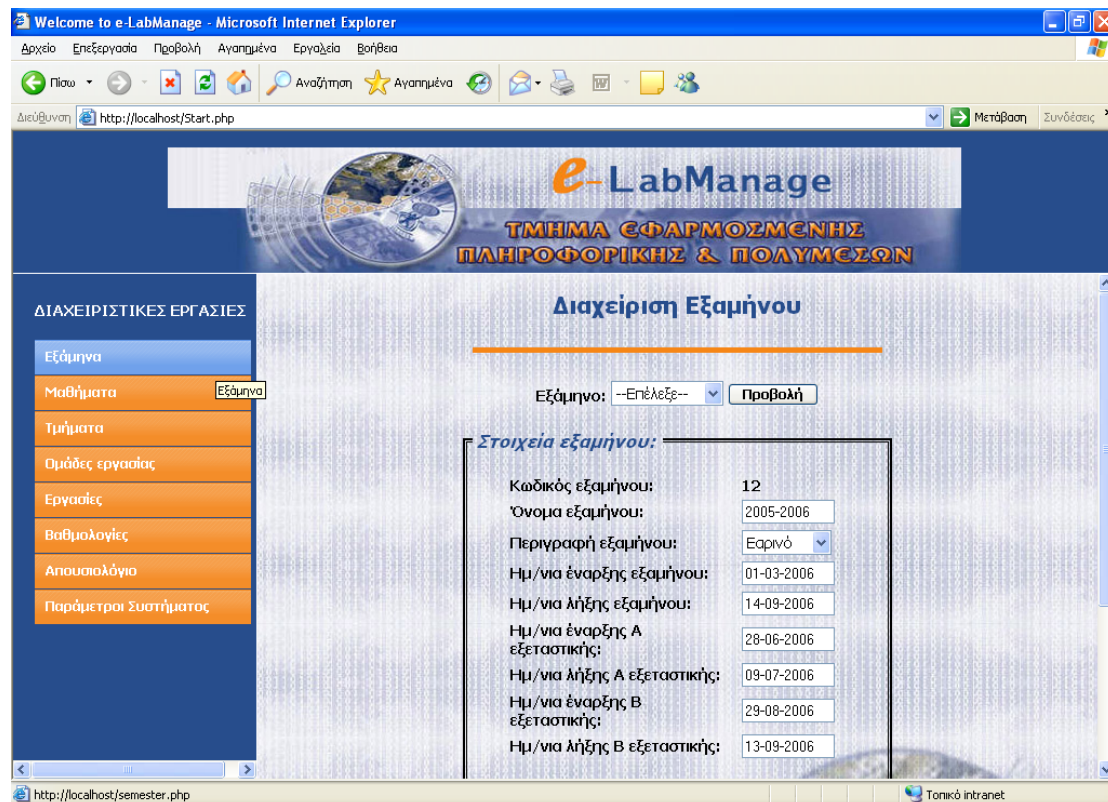 Welcome to e-LabManage - Microsoft Internet Explorer
Αρχείο Επεξεργασία Προβολή Αγαπημένα Εργαλεία Βοήθεια
Πίσω Αναζήτηση Αγαπημένα
Διεύθυνση http://localhost/Start.php Μετάβαση Συνδέσεις
e-LabManage
ΤΜΗΜΑ ΕΦΑΡΜΟΣΜΕΝΗΣ
ΠΛΗΡΟΦΟΡΙΚΗΣ & ΠΟΛΥΜΕΣΩΝ
ΔΙΑΧΕΙΡΙΣΤΙΚΕΣ ΕΡΓΑΣΙΕΣ
Εξάμηνα
Μαθήματα
Εξάμηνα
Τμήματα
Ομάδες εργασίας
Εργασίες
Βαθμολογίες
Απουσιολόγιο
Παράμετροι Συστήματος
Διαχείριση Εξαμήνου
Εξάμηνο: --Επέλεξε-- Προβολή
Στοιχεία εξαμήνου:
Κωδικός εξαμήνου: 12
Όνομα εξαμήνου: 2005-2006
Περιγραφή εξαμήνου: Εαρινό
Ημ/νια έναρξης εξαμήνου: 01-03-2006
Ημ/νια λήξης εξαμήνου: 14-09-2006
Ημ/νια έναρξης Α
εξεταστικής: 28-06-2006
Ημ/νια λήξης Α εξεταστικής: 09-07-2006
Ημ/νια έναρξης Β
εξεταστικής: 29-08-2006
Ημ/νια λήξης Β εξεταστικής: 13-09-2006
http://localhost/semester.php Τοπικό intranet